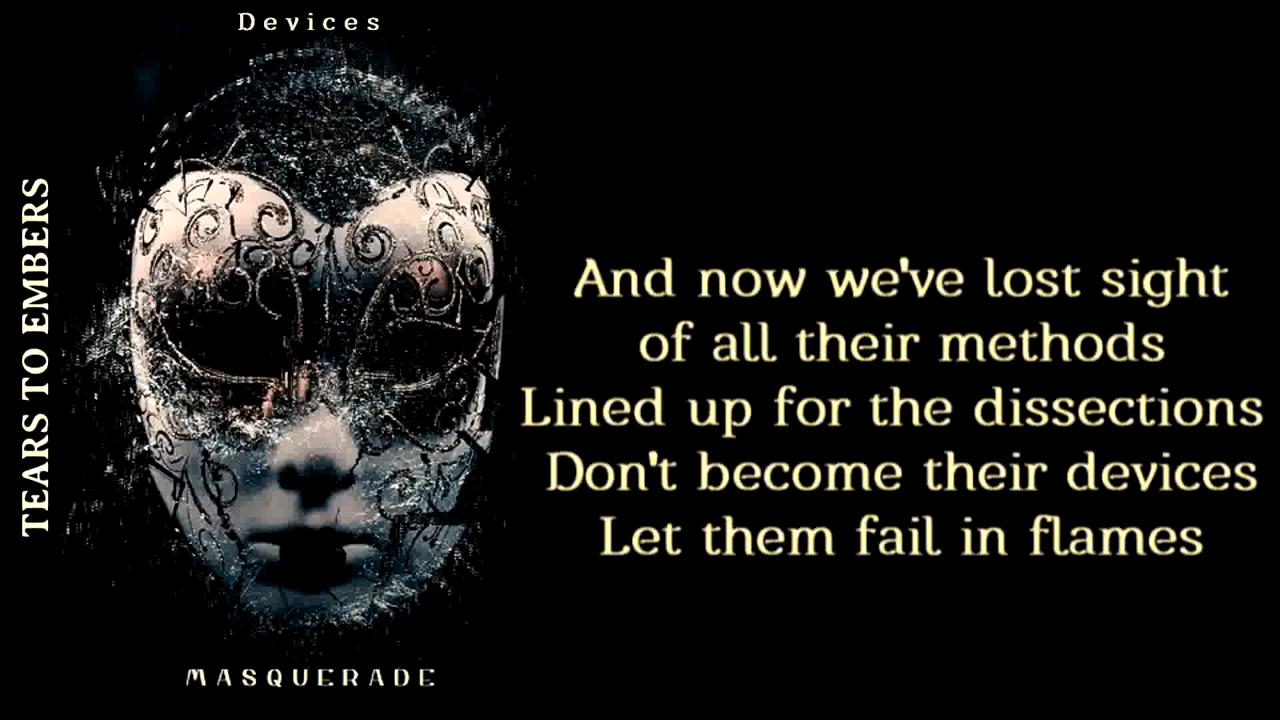 Devices
TEARS TO EMBERS
And now we've lost sight
of all their methods
Lined up for the dissections
Don't become their devices
Let them fail in flames
MASQUERADE